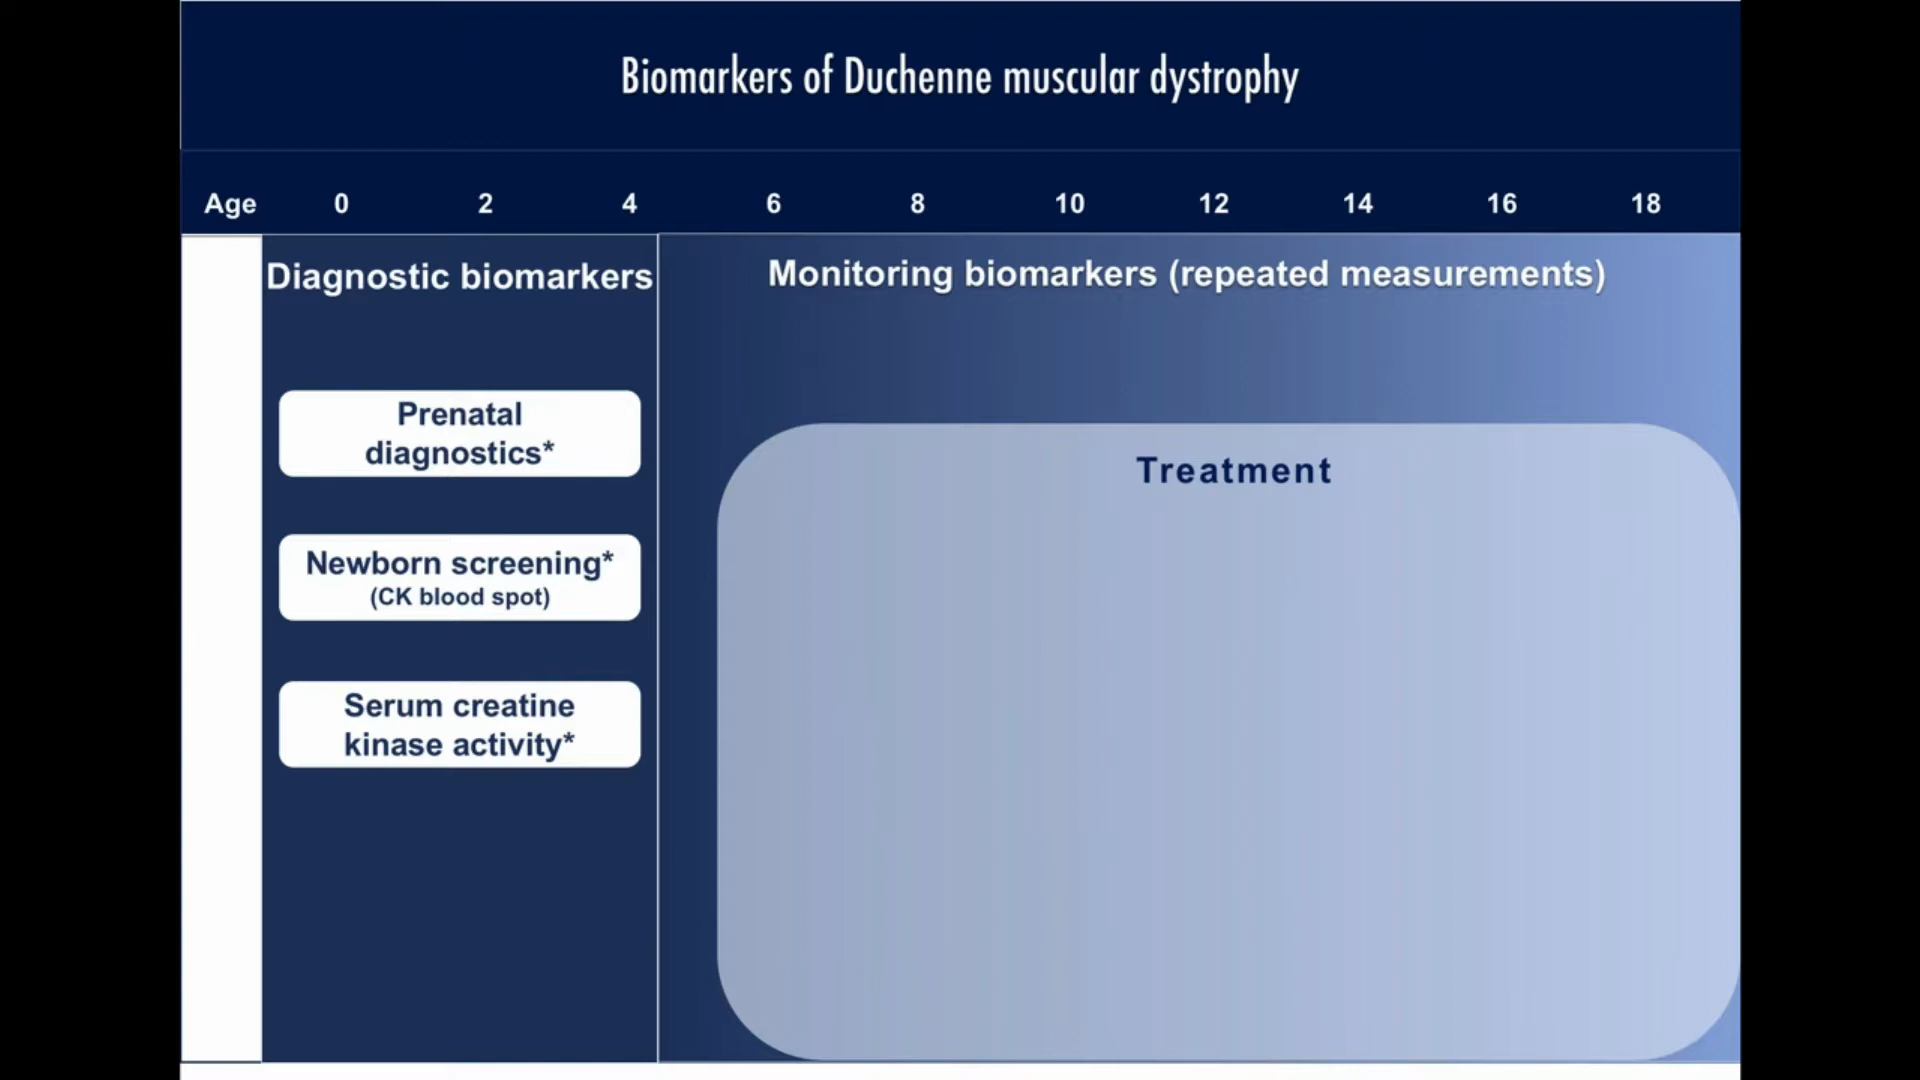 Biomarkers of Duchenne muscular dystrophy
Age 0 2 4 6 8 10 12 14 16 18
Diagnostic biomarkers
Monitoring biomarkers (repeated measurements)
Prenatal
diagnostics*
Newborn screening*
(CK blood spot)
Serum creatine
kinase activity*
Treatment